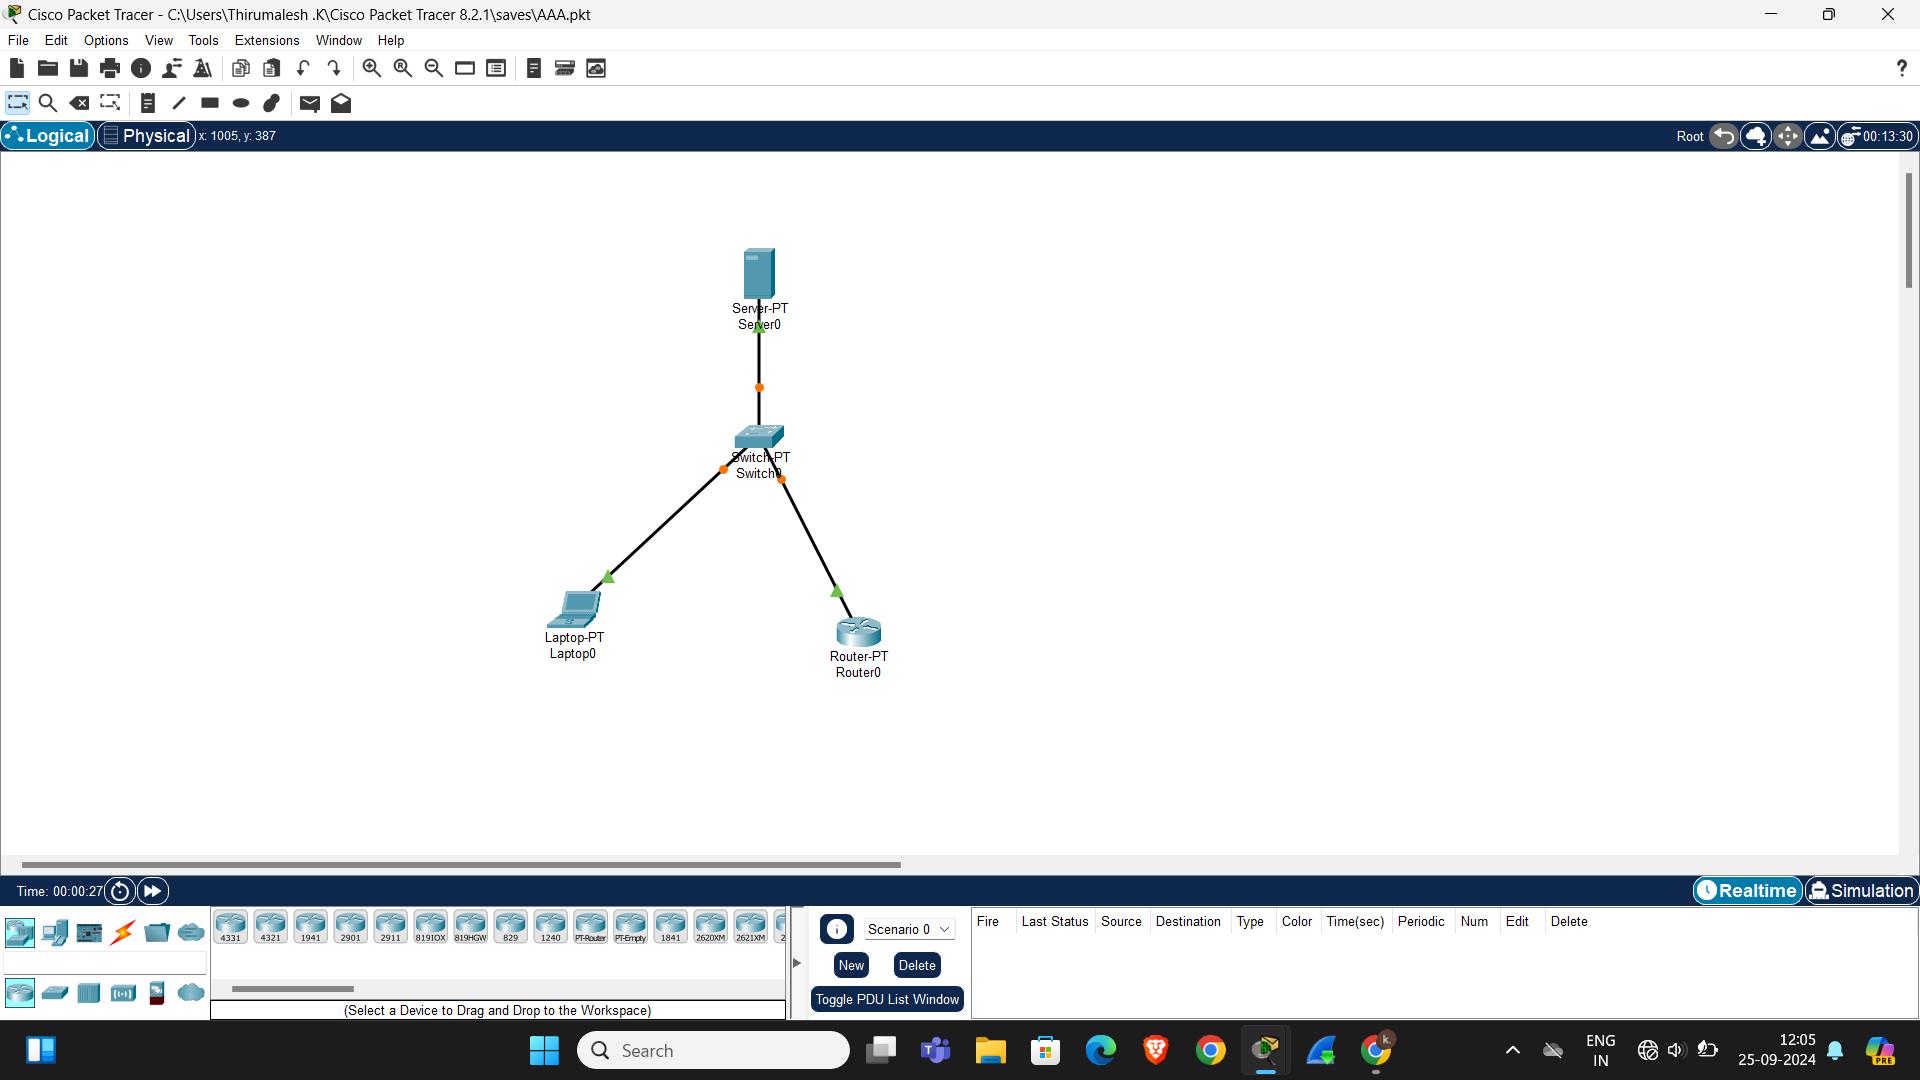 Cisco Packet Tracer - C:\Users\Thirumalesh .K\Cisco Packet Tracer 8.2.1\saves\AAA.pkt
File Edit Options View Tools Extensions Window Help
?
Logical Physical x: 1005, y: 387 Root 00:13:30
Server-PT
Server0
Switch-PT
Switch0
Laptop-PT
Laptop0
Router-PT
Router0
Time: 00:00:27 Realtime Simulation
4331 4321 1941 2901 2911 819IOX 819HGW 829 1240 PT-Router PT-Empty 1841 2620XM 2621XM 2
(Select a Device to Drag and Drop to the Workspace)
Scenario 0
New Delete
Toggle PDU List Window
Fire Last Status Source Destination Type Color Time(sec) Periodic Num Edit Delete
Search
ENG
IN
12:05
25-09-2024
PRE
k